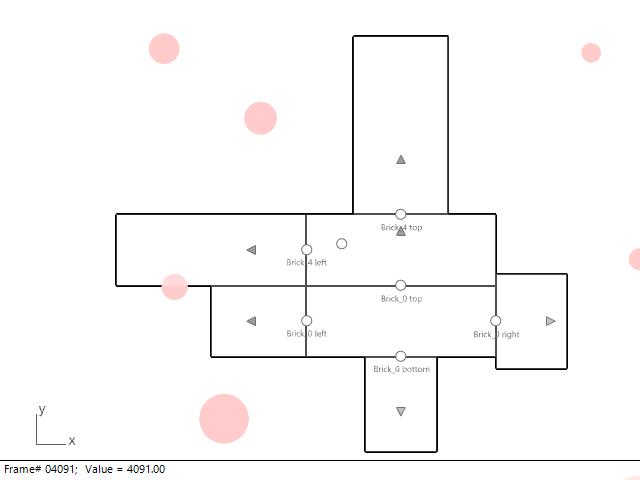 Brick_4 top
Brick_4 left
Brick_0 top
Brick_0 left
Brick_0 right
Brick_0 bottom
y
x
Frame# 04091; Value = 4091.00